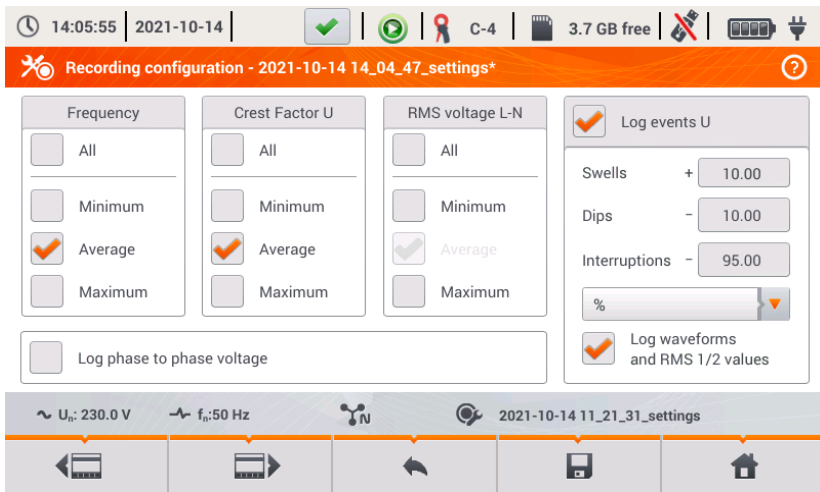 14:05:55 2021-10-14 C-4 3.7 GB free
Recording configuration - 2021-10-14 14_04_47_settings* ?
Frequency
All
Minimum
Average
Maximum
Crest Factor U
All
Minimum
Average
Maximum
RMS voltage L-N
All
Minimum
Average
Maximum
Log phase to phase voltage
Log events U
Swells + 10.00
Dips - 10.00
Interruptions - 95.00
%
Log waveforms
and RMS 1/2 values
Un: 230.0 V fn:50 Hz N 2021-10-14 11_21_31_settings